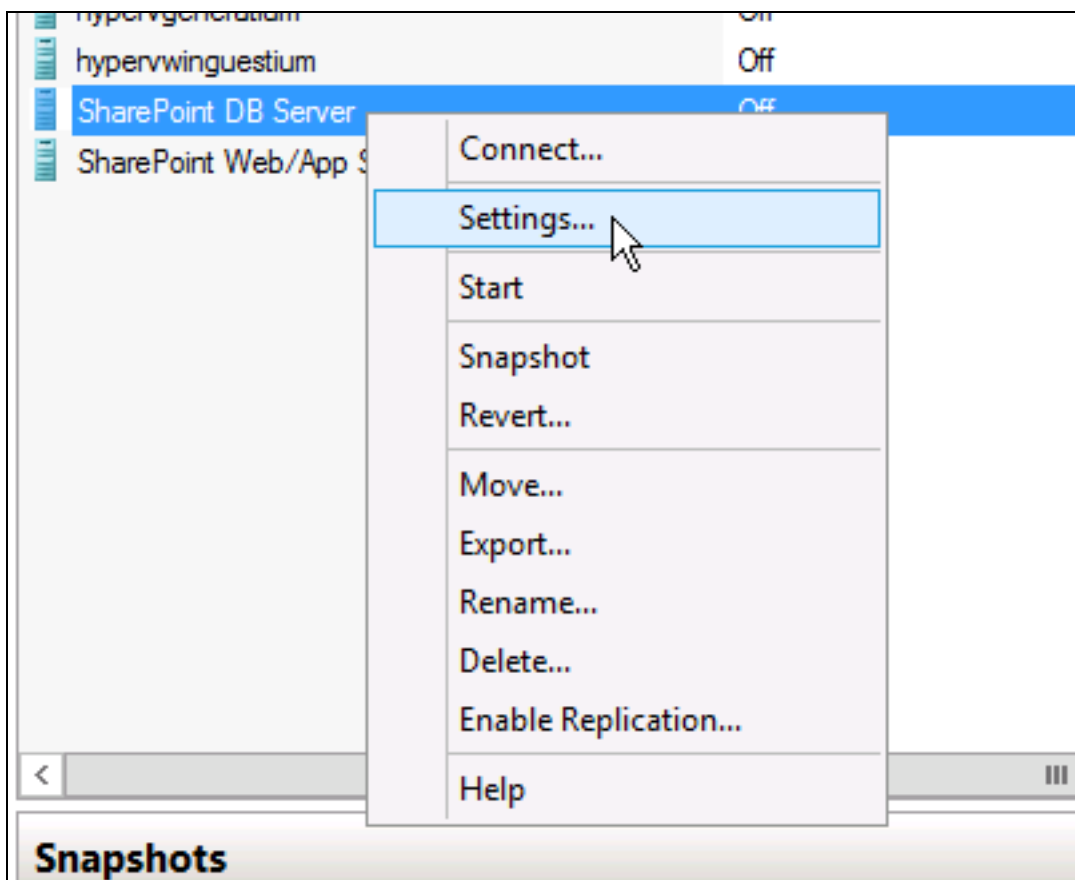 hypervwinguestium Off
SharePoint DB Server Off
SharePoint Web/App
Connect...
Settings...
Start
Snapshot
Revert...
Move...
Export...
Rename...
Delete...
Enable Replication...
Help
Snapshots